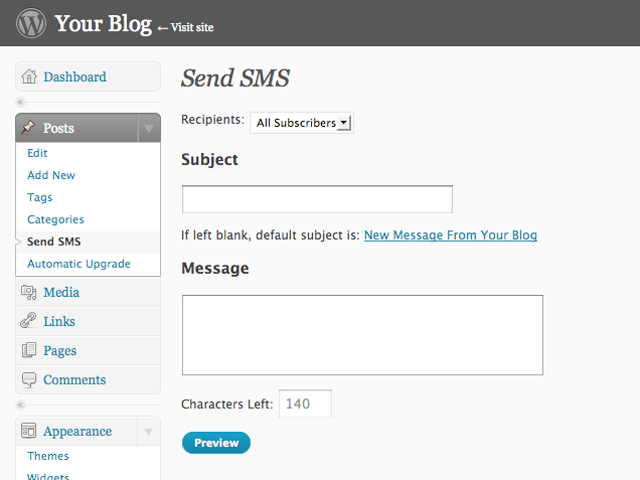 Your Blog ← Visit site
Dashboard
Posts
Edit
Add New
Tags
Categories
Send SMS
Automatic Upgrade
Media
Links
Pages
Comments
Appearance
Themes
Widgets
Send SMS
Recipients: All Subscribers
Subject
If left blank, default subject is: New Message From Your Blog
Message
Characters Left: 140
Preview